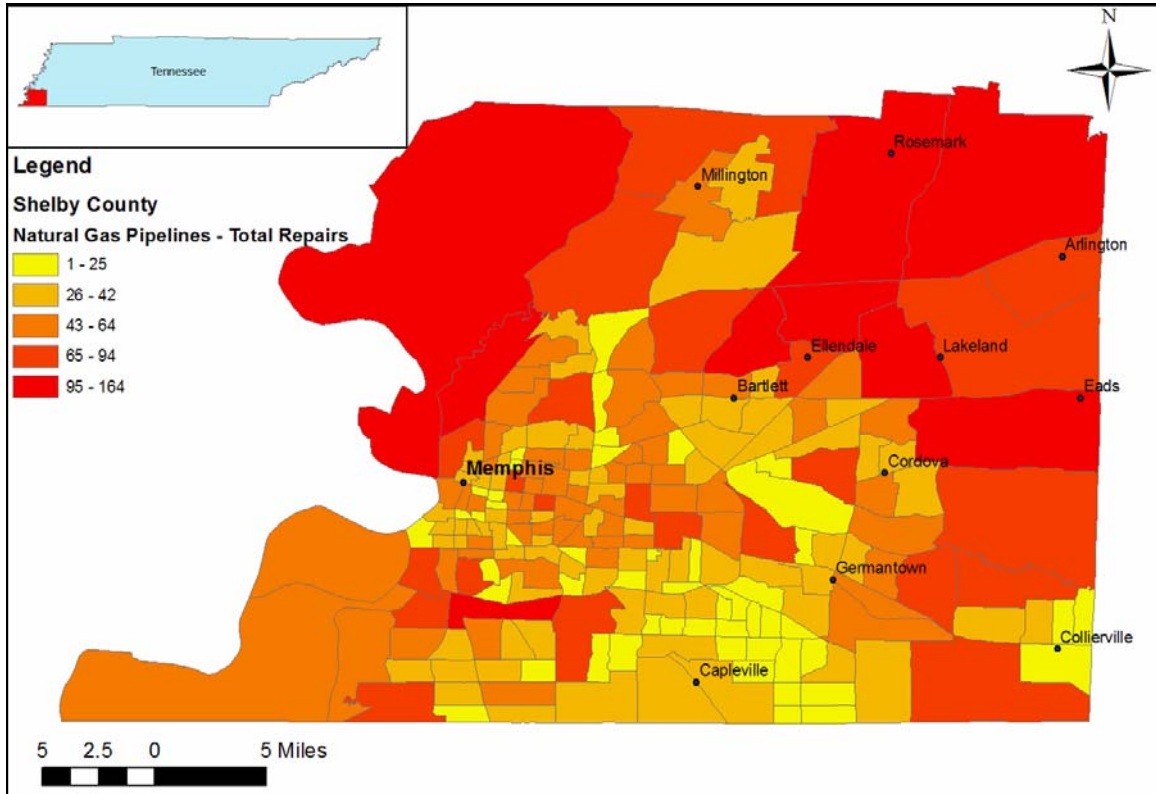 Tennessee
N
Legend
Shelby County
Natural Gas Pipelines - Total Repairs
1 - 25
26 - 42
43 - 64
65 - 94
95 - 164
Rosemark
Millington
Arlington
Ellendale
Lakeland
Bartlett
Eads
Cordova
Memphis
Germantown
Collierville
Capleville
5 2.5 0 5 Miles